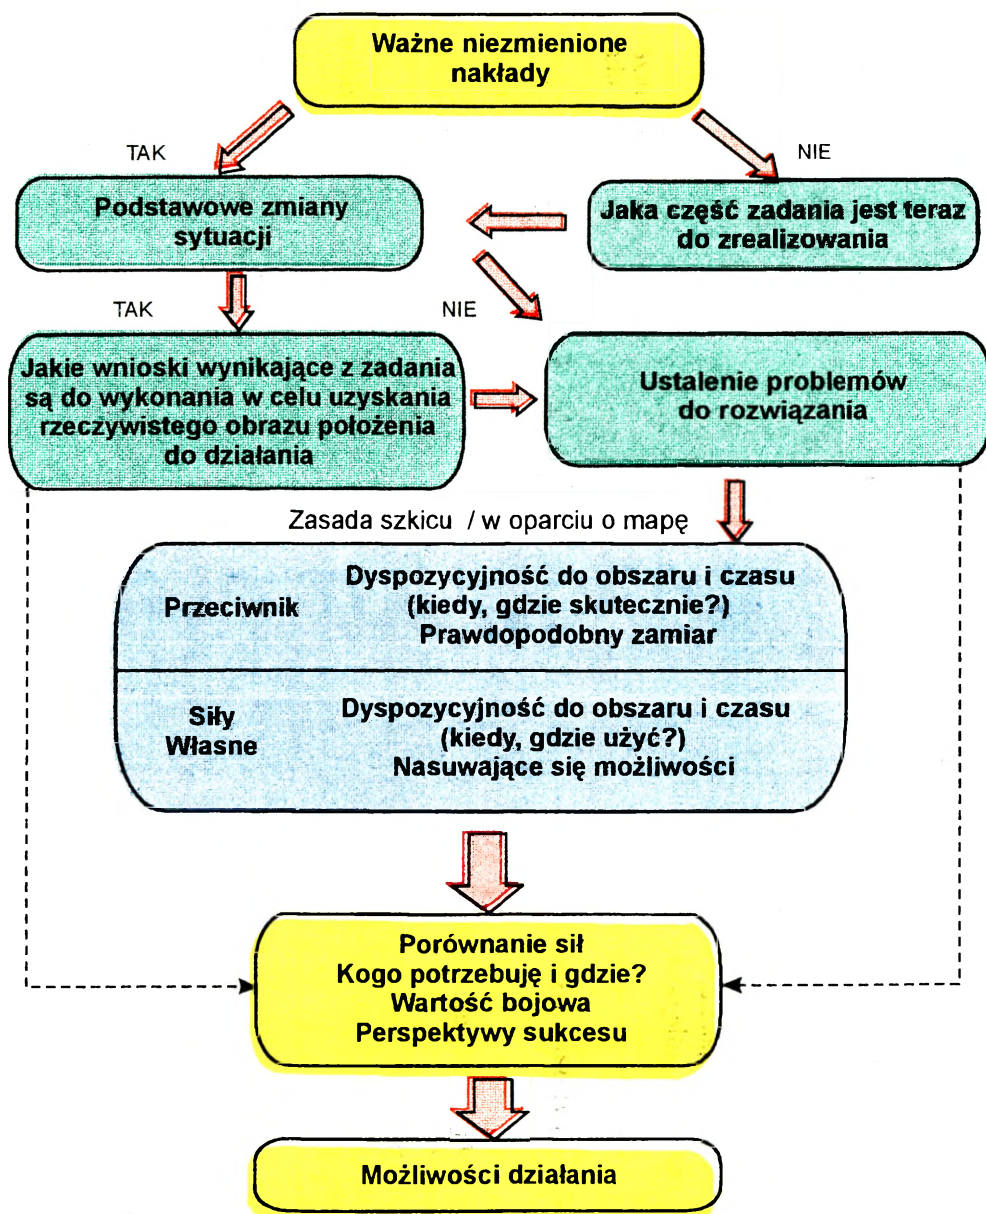 Ważne niezmienione
nakłady
TAK
NIE
Podstawowe zmiany
sytuacji
Jaka część zadania jest teraz
do zrealizowania
TAK
NIE
Jakie wnioski wynikające z zadania
są do wykonania w celu uzyskania
rzeczywistego obrazu położenia
do działania
Ustalenie problemów
do rozwiązania
Zasada szkicu / w oparciu o mapę
Przeciwnik
Dyspozycyjność do obszaru i czasu
(kiedy, gdzie skutecznie?)
Prawdopodobny zamiar
Siły
Własne
Dyspozycyjność do obszaru i czasu
(kiedy, gdzie użyć?)
Nasuwające się możliwości
Porównanie sił
Kogo potrzebuję i gdzie?
Wartość bojowa
Perspektywy sukcesu
Możliwości działania